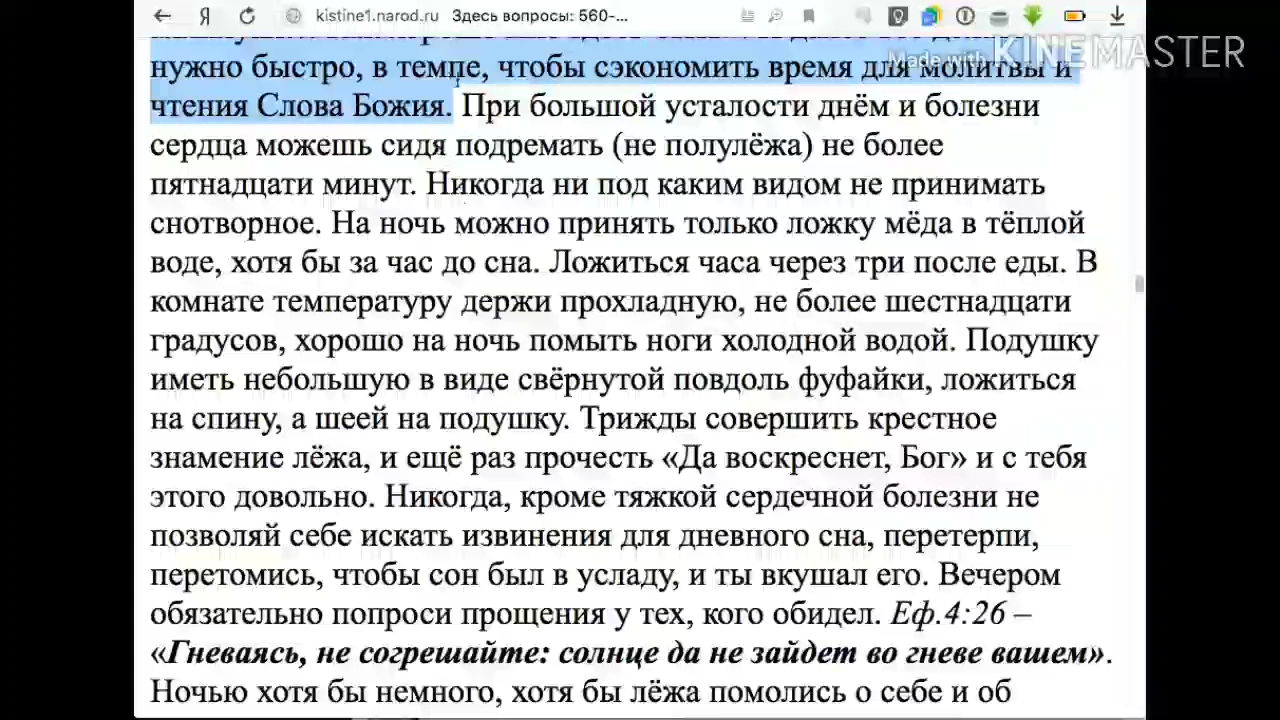 kistine1.narod.ru Здесь вопросы: 560-...
Made with KINEMASTER
нужно быстро, в темпе, чтобы сэкономить время для молитвы и
чтения Слова Божия. При большой усталости днём и болезни
сердца можешь сидя подремать (не полулёжа) не более
пятнадцати минут. Никогда ни под каким видом не принимать
снотворное. На ночь можно принять только ложку мёда в тёплой
воде, хотя бы за час до сна. Ложиться часа через три после еды. В
комнате температуру держи прохладную, не более шестнадцати
градусов, хорошо на ночь помыть ноги холодной водой. Подушку
иметь небольшую в виде свёрнутой повдоль фуфайки, ложиться
на спину, а шеей на подушку. Трижды совершить крестное
знамение лёжа, и ещё раз прочесть «Да воскреснет, Бог» и с тебя
этого довольно. Никогда, кроме тяжкой сердечной болезни не
позволяй себе искать извинения для дневного сна, перетерпи,
перетомись, чтобы сон был в усладу, и ты вкушал его. Вечером
обязательно попроси прощения у тех, кого обидел. Еф.4:26 –
«Гневаясь, не согрешайте: солнце да не зайдет во гневе вашем».
Ночью хотя бы немного, хотя бы лёжа помолись о себе и об